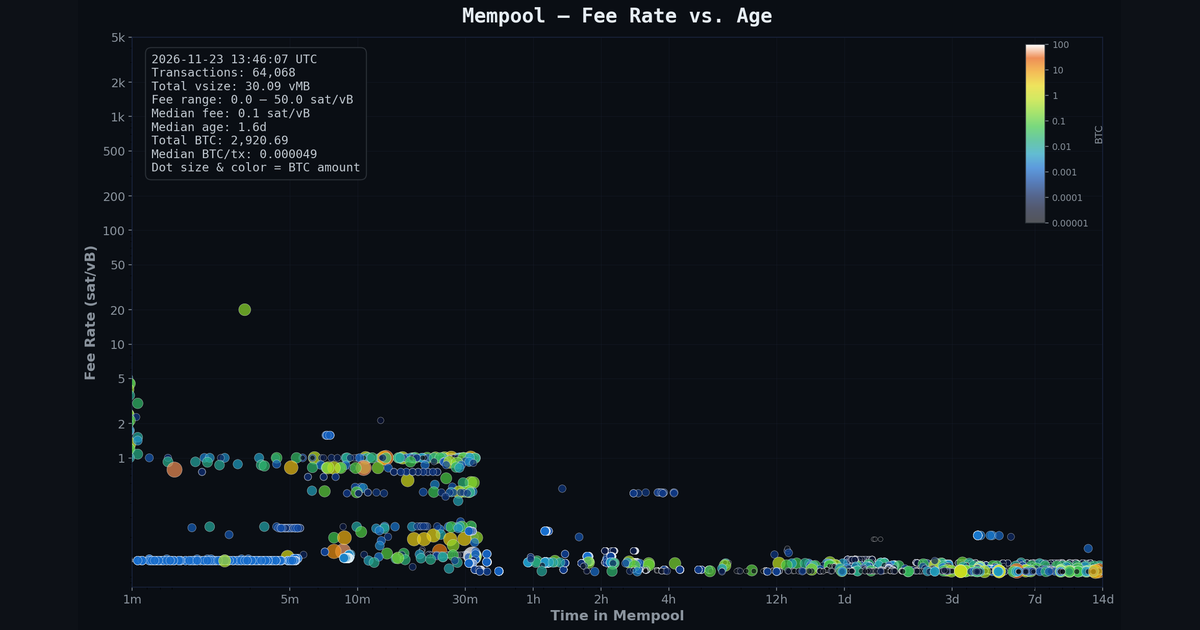 Mempool — Fee Rate vs. Age
2026-11-23 13:46:07 UTC
Transactions: 64,068
Total vsize: 30.09 vMB
Fee range: 0.0 – 50.0 sat/vB
Median fee: 0.1 sat/vB
Median age: 1.6d
Total BTC: 2,920.69
Median BTC/tx: 0.000049
Dot size & color = BTC amount
100
10
1
0.1
0.01
0.001
0.0001
0.00001
BTC
Fee Rate (sat/vB)
5k
2k
1k
500
200
100
50
20
10
5
2
1
1m
5m
10m
30m
1h
2h
4h
12h
1d
3d
7d
14d
Time in Mempool